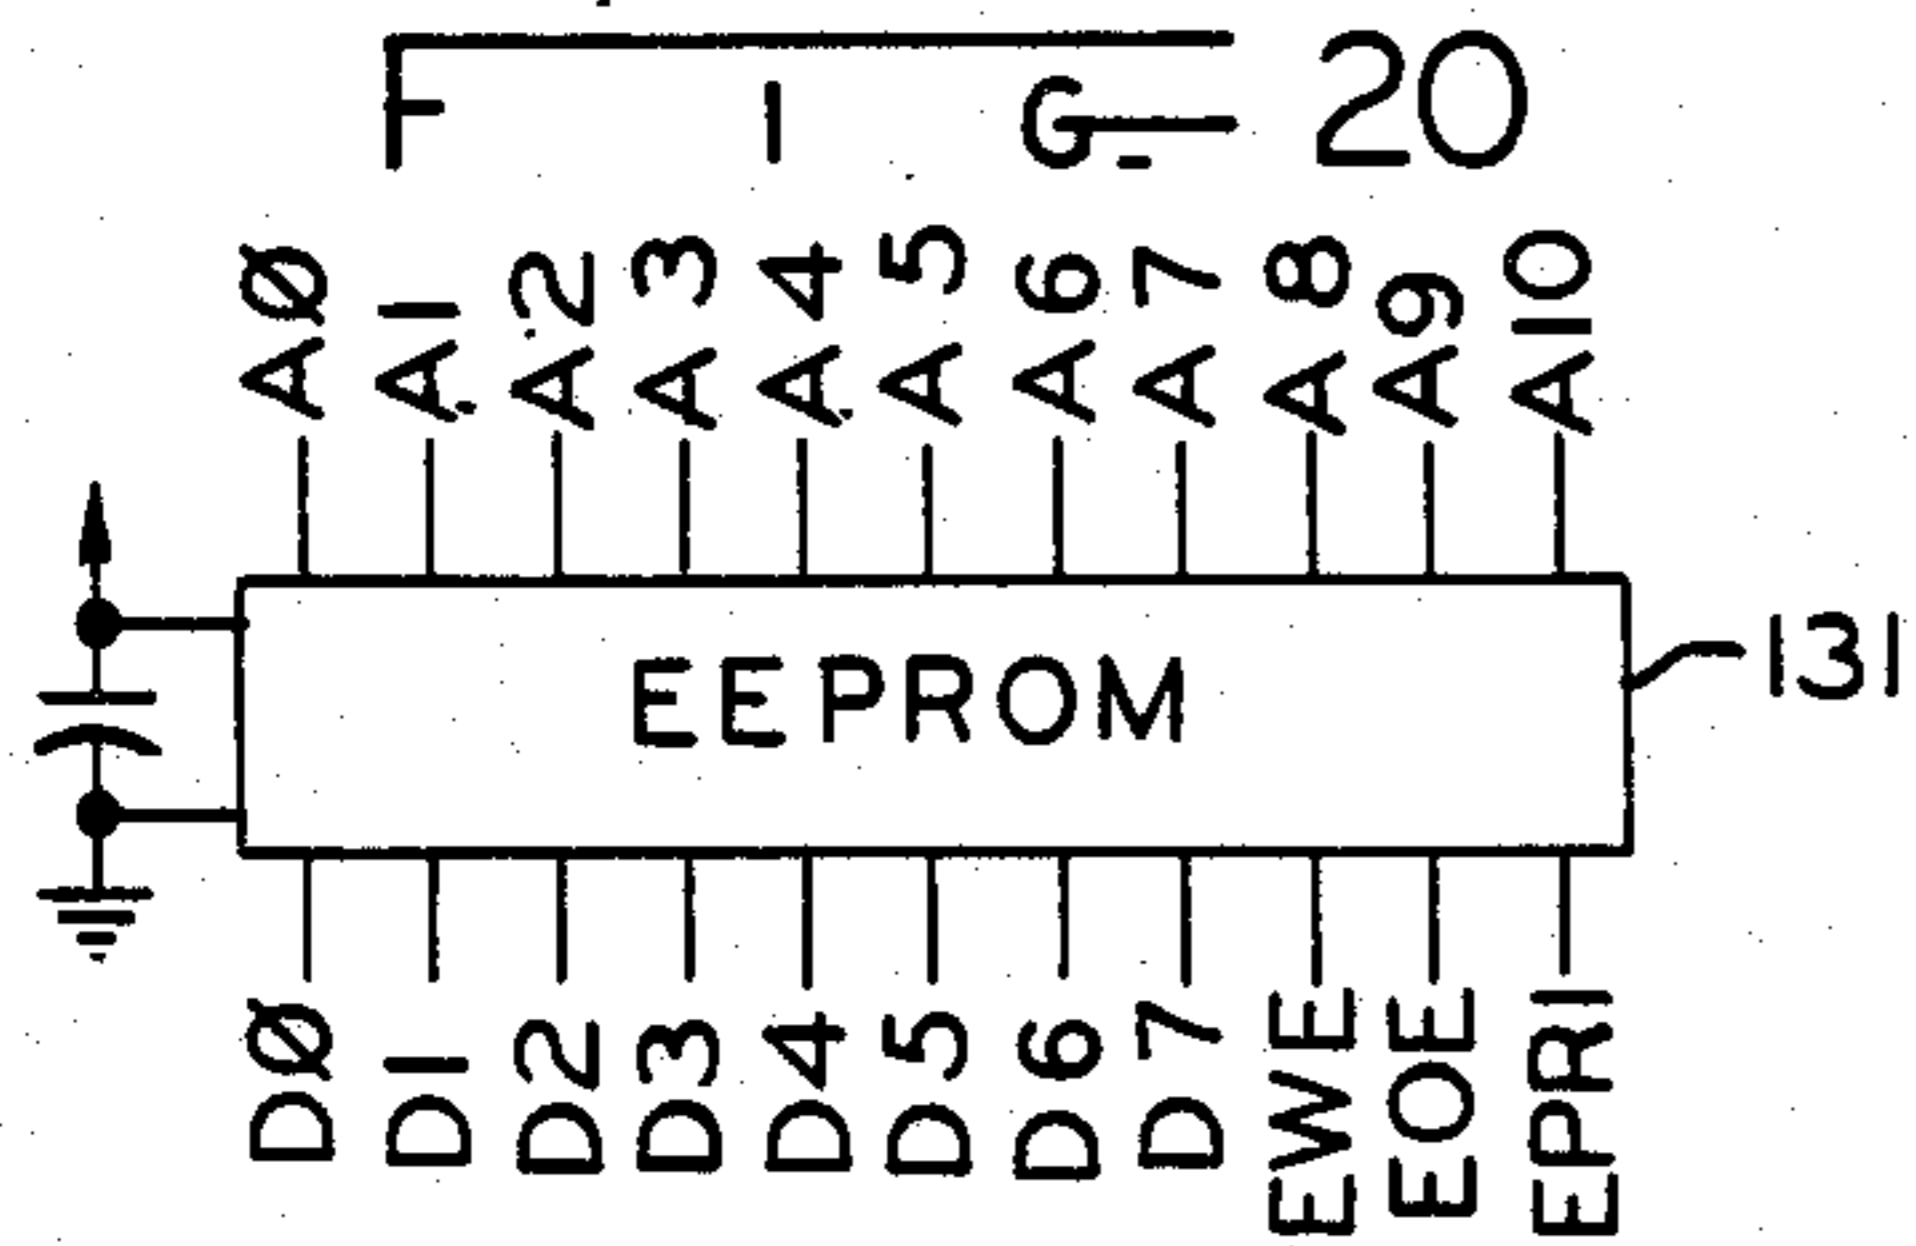 FIG_ 20
AØ A1 A2 A3 A4 A5 A6 A7 A8 A9 A10
EEPROM
131
DØ D1 D2 D3 D4 D5 D6 D7 EWE EOE EPR1